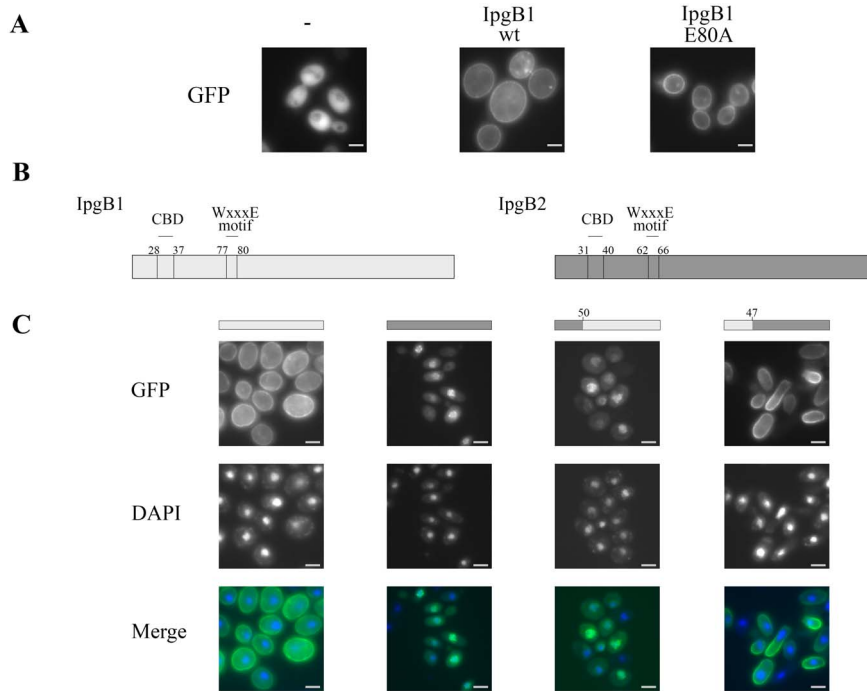 A
-
IpgB1
wt
IpgB1
E80A
GFP
B
IpgB1
CBD
WxxxE
motif
28 37 77 80
IpgB2
CBD
WxxxE
motif
31 40 62 66
C
50
47
GFP
DAPI
Merge